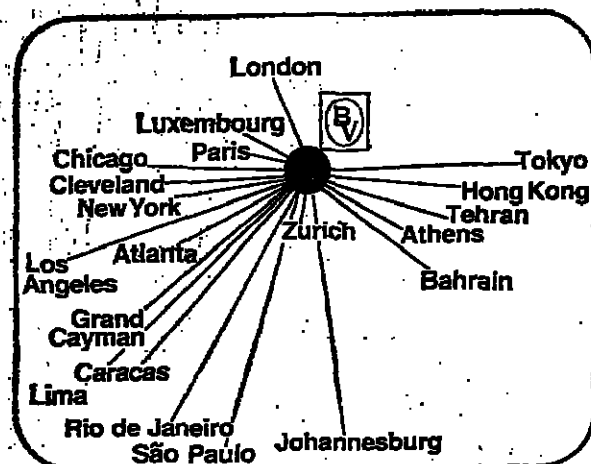 London
BV
Luxembourg
Paris
Chicago
Tokyo
Cleveland
Hong Kong
New York
Tehran
Zurich
Athens
Atlanta
Los
Angeles
Bahrain
Grand
Cayman
Caracas
Lima
Rio de Janeiro
São Paulo
Johannesburg